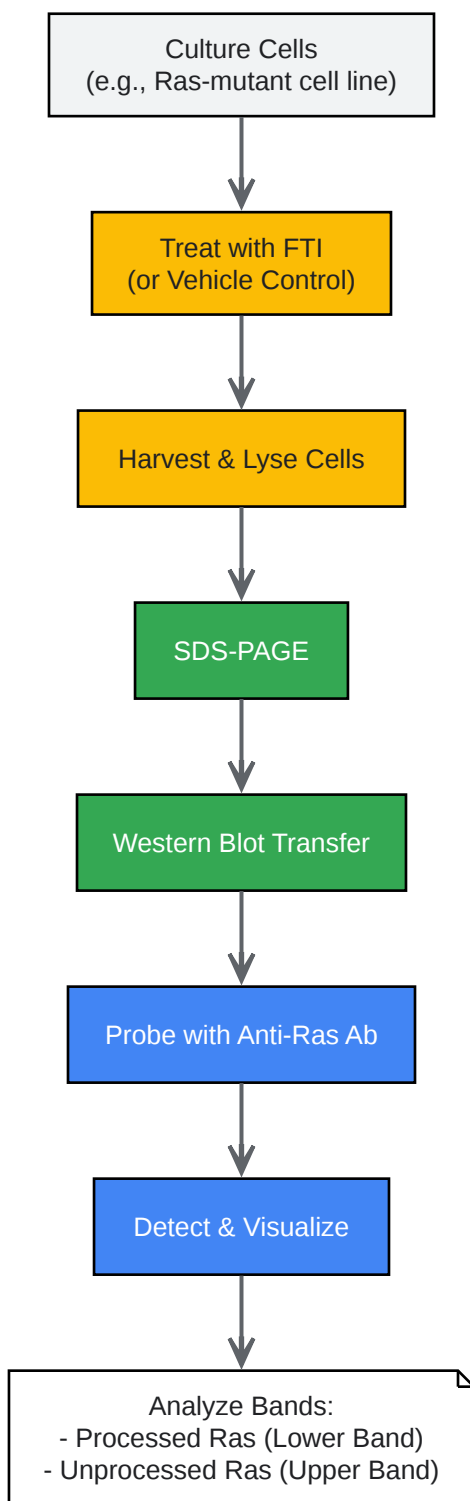 Culture Cells
(e.g., Ras-mutant cell line)
Treat with FTI
(or Vehicle Control)
Harvest & Lyse Cells
SDS-PAGE
Western Blot Transfer
Probe with Anti-Ras Ab
Detect & Visualize
Analyze Bands:
- Processed Ras (Lower Band)
- Unprocessed Ras (Upper Band)